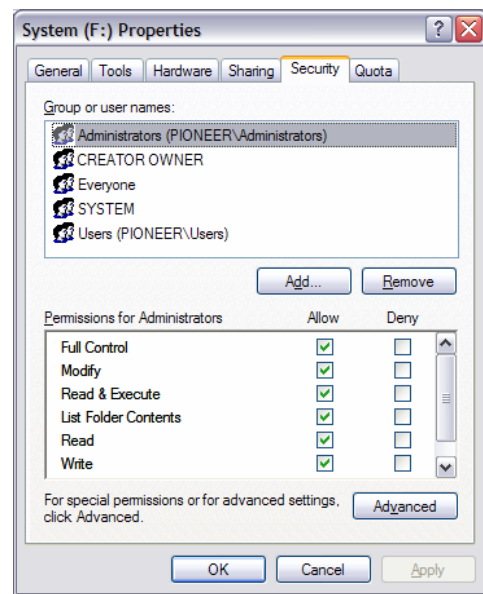 System (F:) Properties
General Tools Hardware Sharing Security Quota
Group or user names:
Administrators (PIONEER\Administrators)
CREATOR OWNER
Everyone
SYSTEM
Users (PIONEER\Users)
Add... Remove
Permissions for Administrators Allow Deny
Full Control
Modify
Read & Execute
List Folder Contents
Read
Write
For special permissions or for advanced settings, Advanced
click Advanced.
OK Cancel Apply